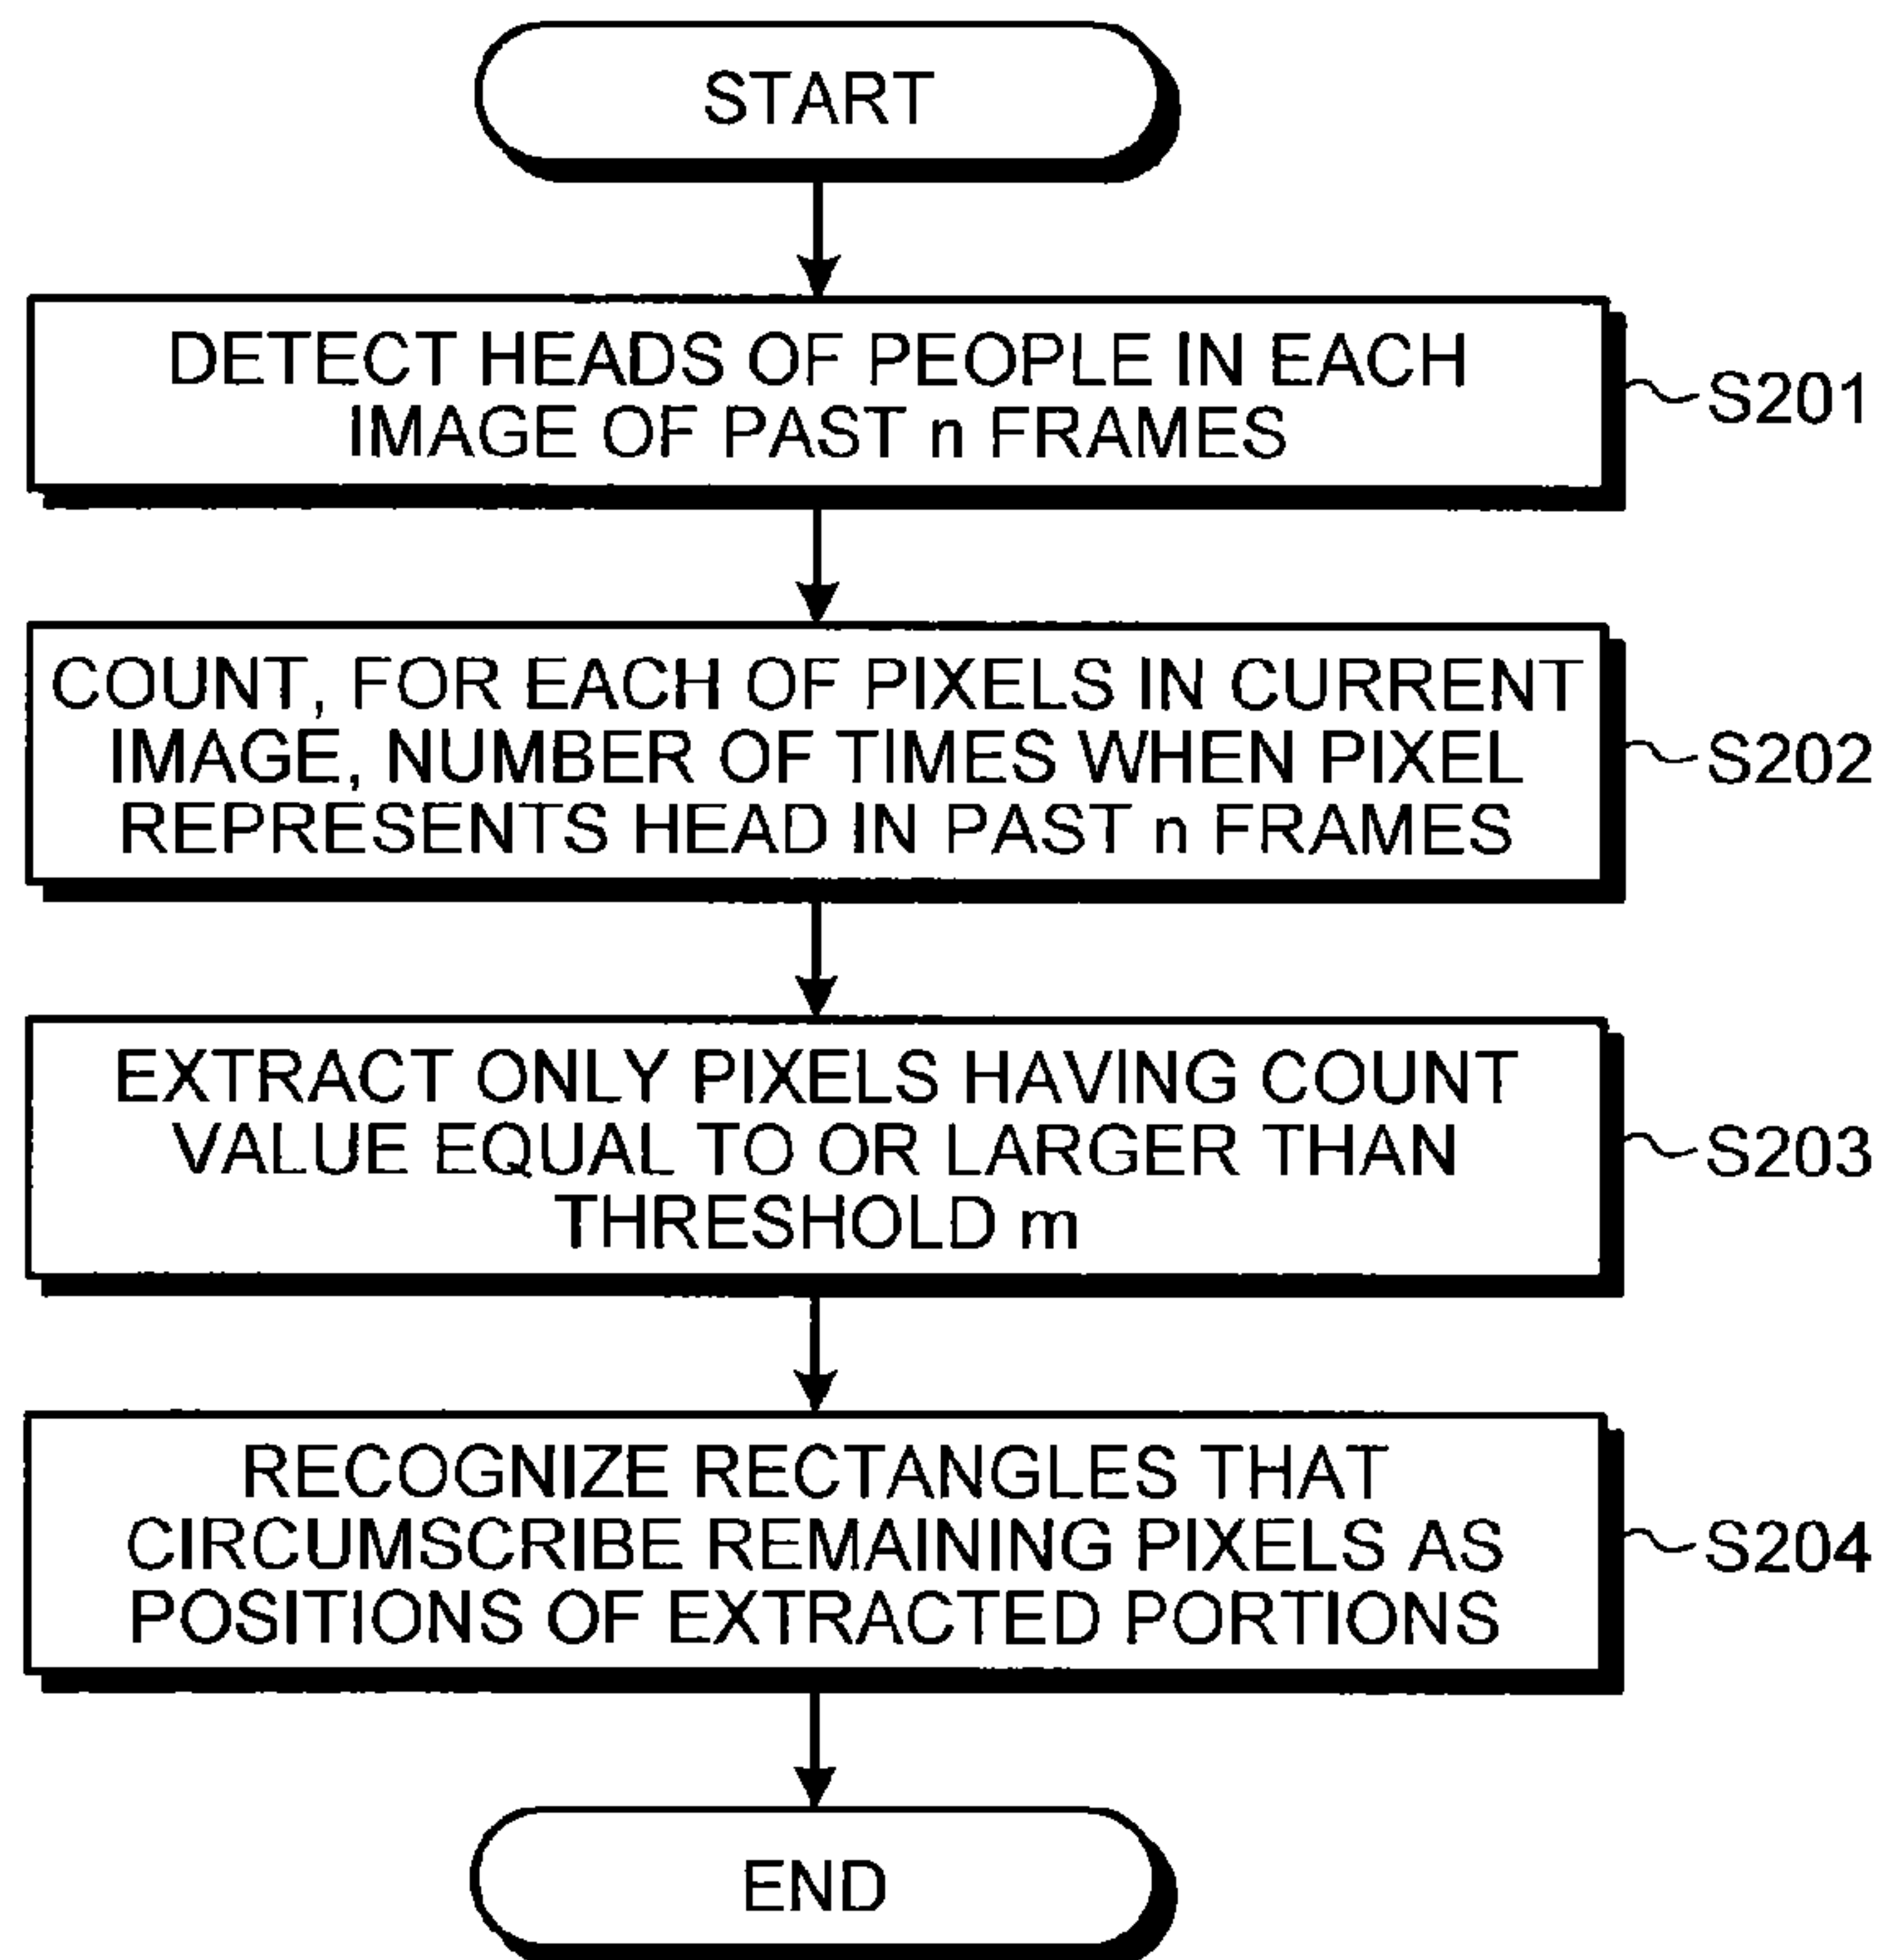 START
DETECT HEADS OF PEOPLE IN EACH
IMAGE OF PAST n FRAMES
S201
COUNT, FOR EACH OF PIXELS IN CURRENT
IMAGE, NUMBER OF TIMES WHEN PIXEL
REPRESENTS HEAD IN PAST n FRAMES
S202
EXTRACT ONLY PIXELS HAVING COUNT
VALUE EQUAL TO OR LARGER THAN
THRESHOLD m
S203
RECOGNIZE RECTANGLES THAT
CIRCUMSCRIBE REMAINING PIXELS AS
POSITIONS OF EXTRACTED PORTIONS
S204
END